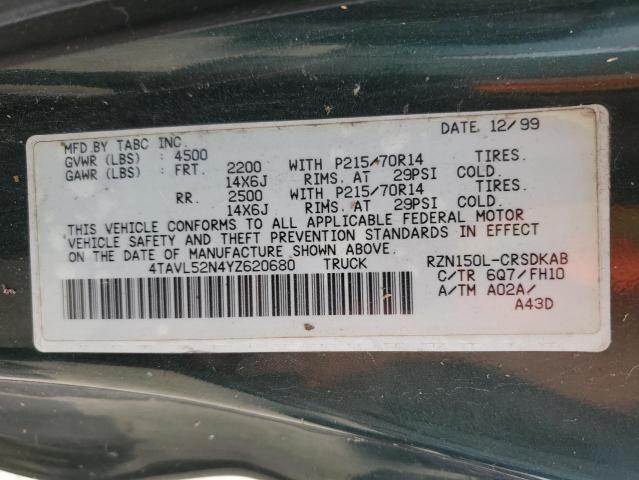 DATE 12/99
MFD BY TABC INC.
GVWR (LBS) : 4500
GAWR (LBS) : FRT. 2200 WITH P215/70R14 TIRES.
14X6J RIMS. AT 29PSI COLD.
RR. 2500 WITH P215/70R14 TIRES.
14X6J RIMS. AT 29PSI COLD.
THIS VEHICLE CONFORMS TO ALL APPLICABLE FEDERAL MOTOR
VEHICLE SAFETY AND THEFT PREVENTION STANDARDS IN EFFECT
ON THE DATE OF MANUFACTURE SHOWN ABOVE.
4TAVL52N4YZ620680 TRUCK RZN150L-CRSDKAB
C/TR 6Q7/FH10
A/TM A02A/
A43D